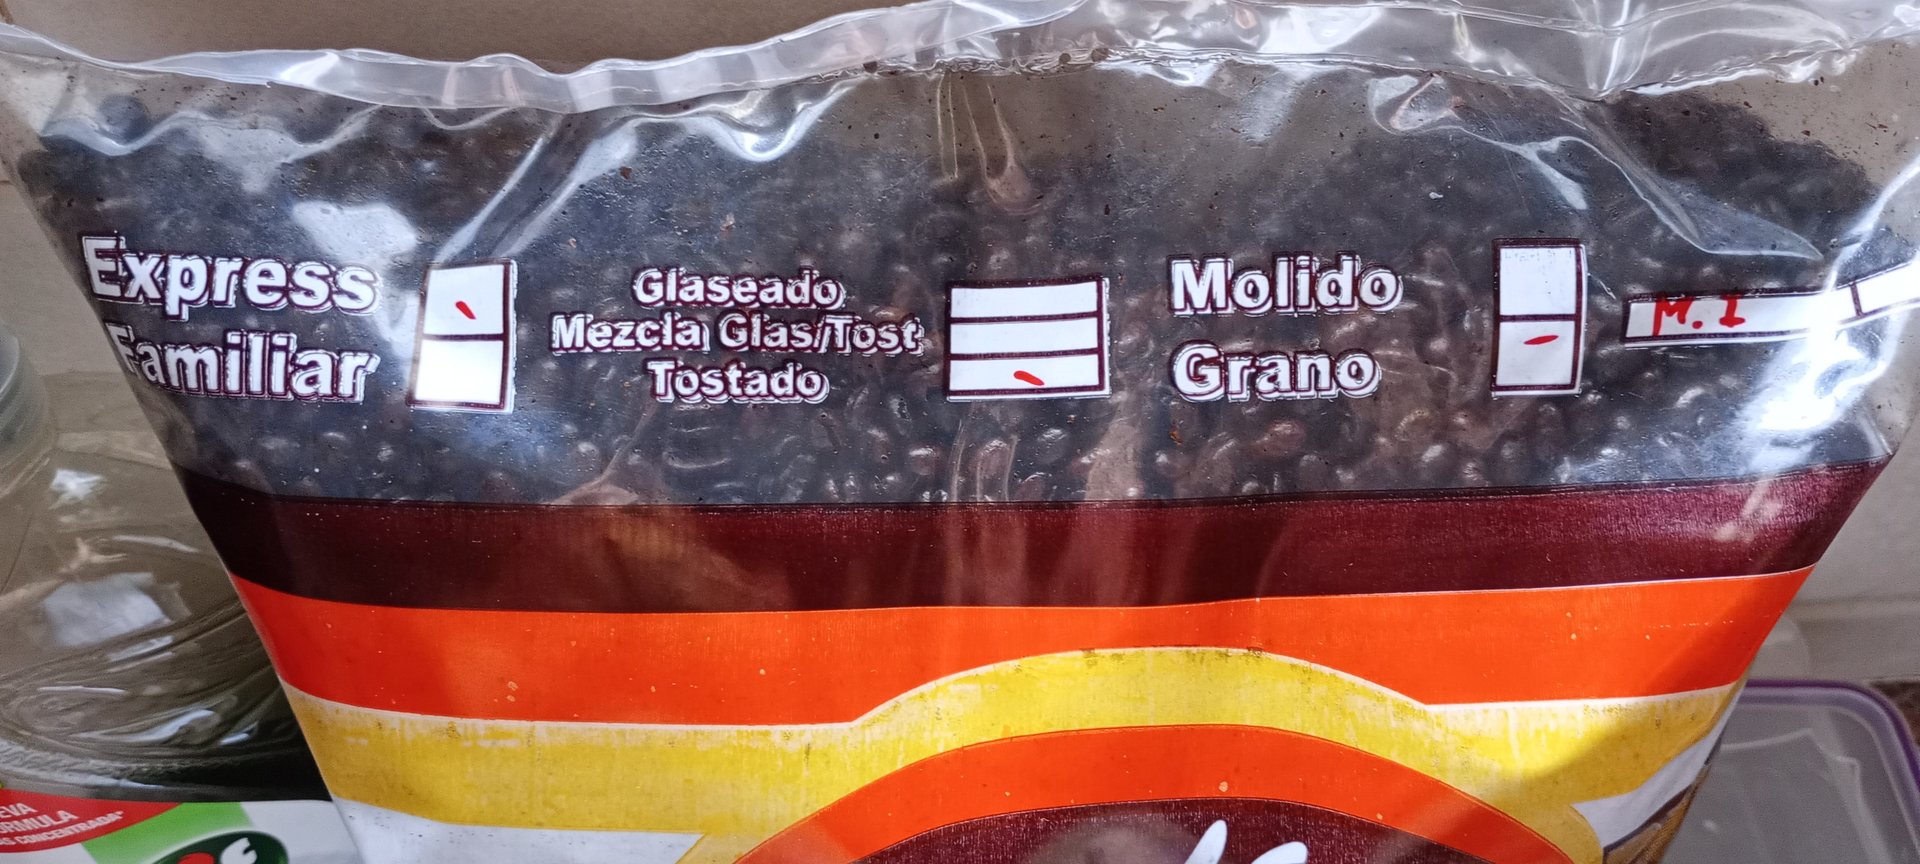 Express
Familiar
Glaseado
Mezcla Glas/Tost
Tostado
Molido
Grano
M. I